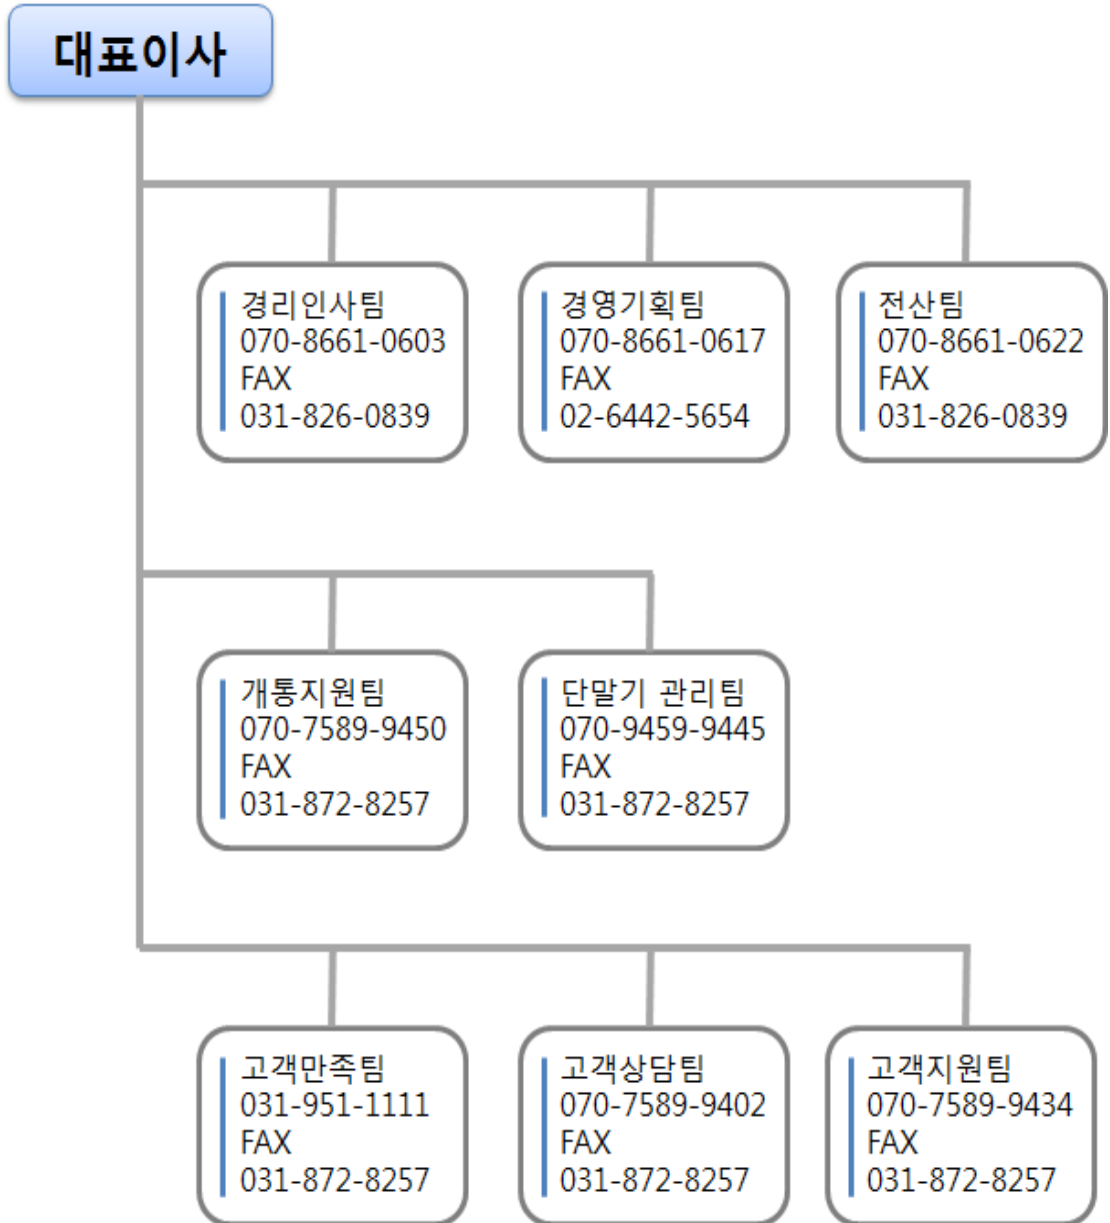 대표이사
경리인사팀
070-8661-0603
FAX
031-826-0839
경영기획팀
070-8661-0617
FAX
02-6442-5654
전산팀
070-8661-0622
FAX
031-826-0839
개통지원팀
070-7589-9450
FAX
031-872-8257
단말기 관리팀
070-9459-9445
FAX
031-872-8257
고객만족팀
031-951-1111
FAX
031-872-8257
고객상담팀
070-7589-9402
FAX
031-872-8257
고객지원팀
070-7589-9434
FAX
031-872-8257